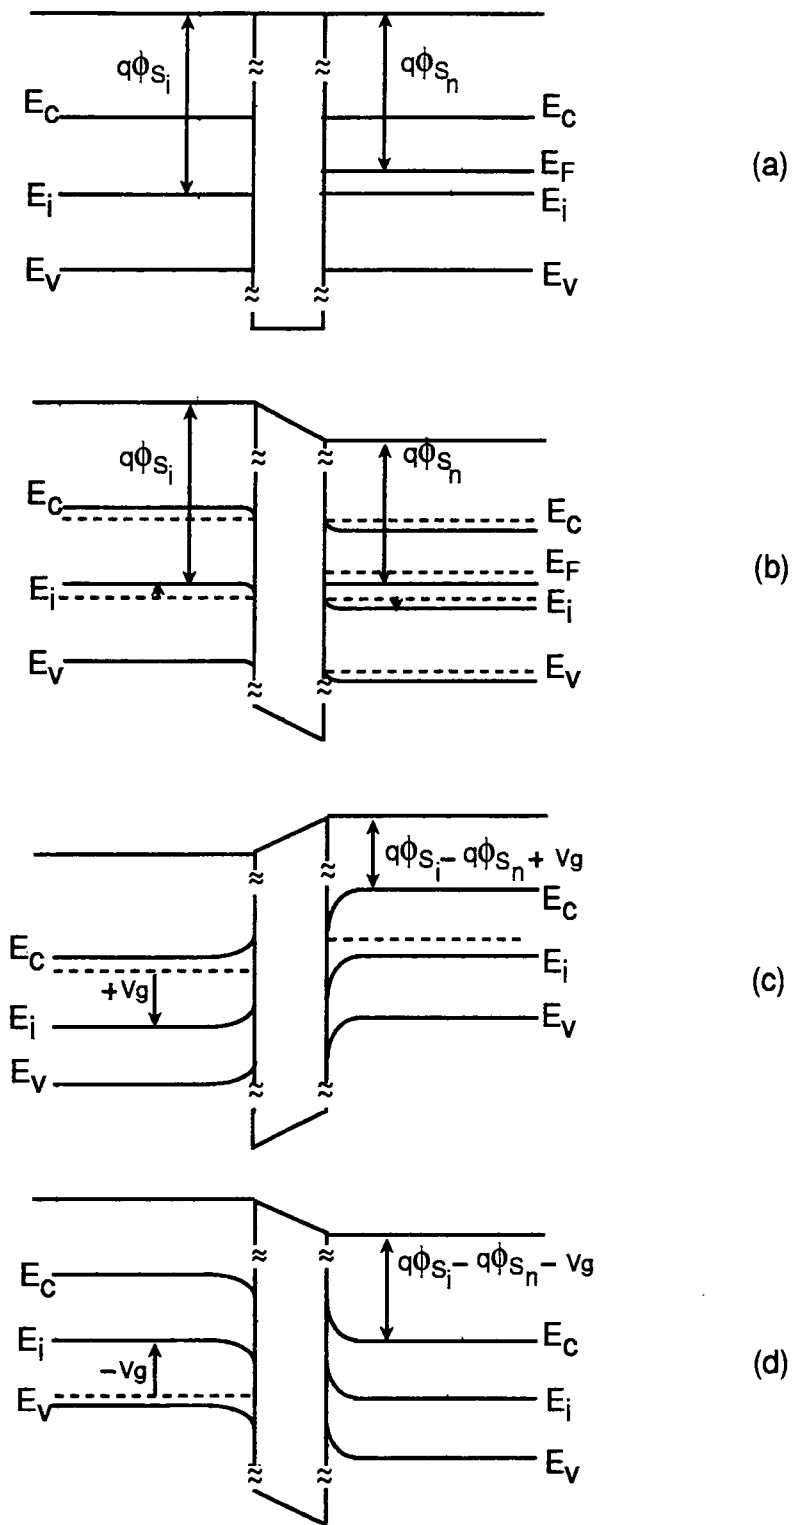 qϕSi
qϕSn
EC
EC
EF
(a)
Ei
Ei
EV
EV
qϕSi
qϕSn
EC
EC
EF
(b)
Ei
Ei
EV
EV
qϕSi – qϕSn + Vg
EC
EC
Ei
(c)
+Vg
Ei
EV
EV
qϕSi – qϕSn – Vg
EC
EC
Ei
(d)
–Vg
EV
Ei
EV